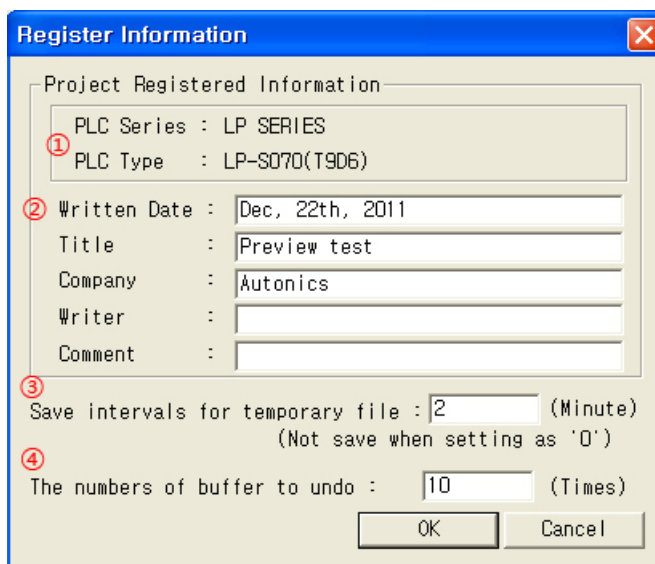 Register Information
Project Registered Information
① PLC Series : LP SERIES
PLC Type : LP-S070(T9D6)
② Written Date : Dec, 22th, 2011
Title : Preview test
Company : Autonics
Writer :
Comment :
③
Save intervals for temporary file : 2 (Minute)
(Not save when setting as '0')
④
The numbers of buffer to undo : 10 (Times)
OK Cancel